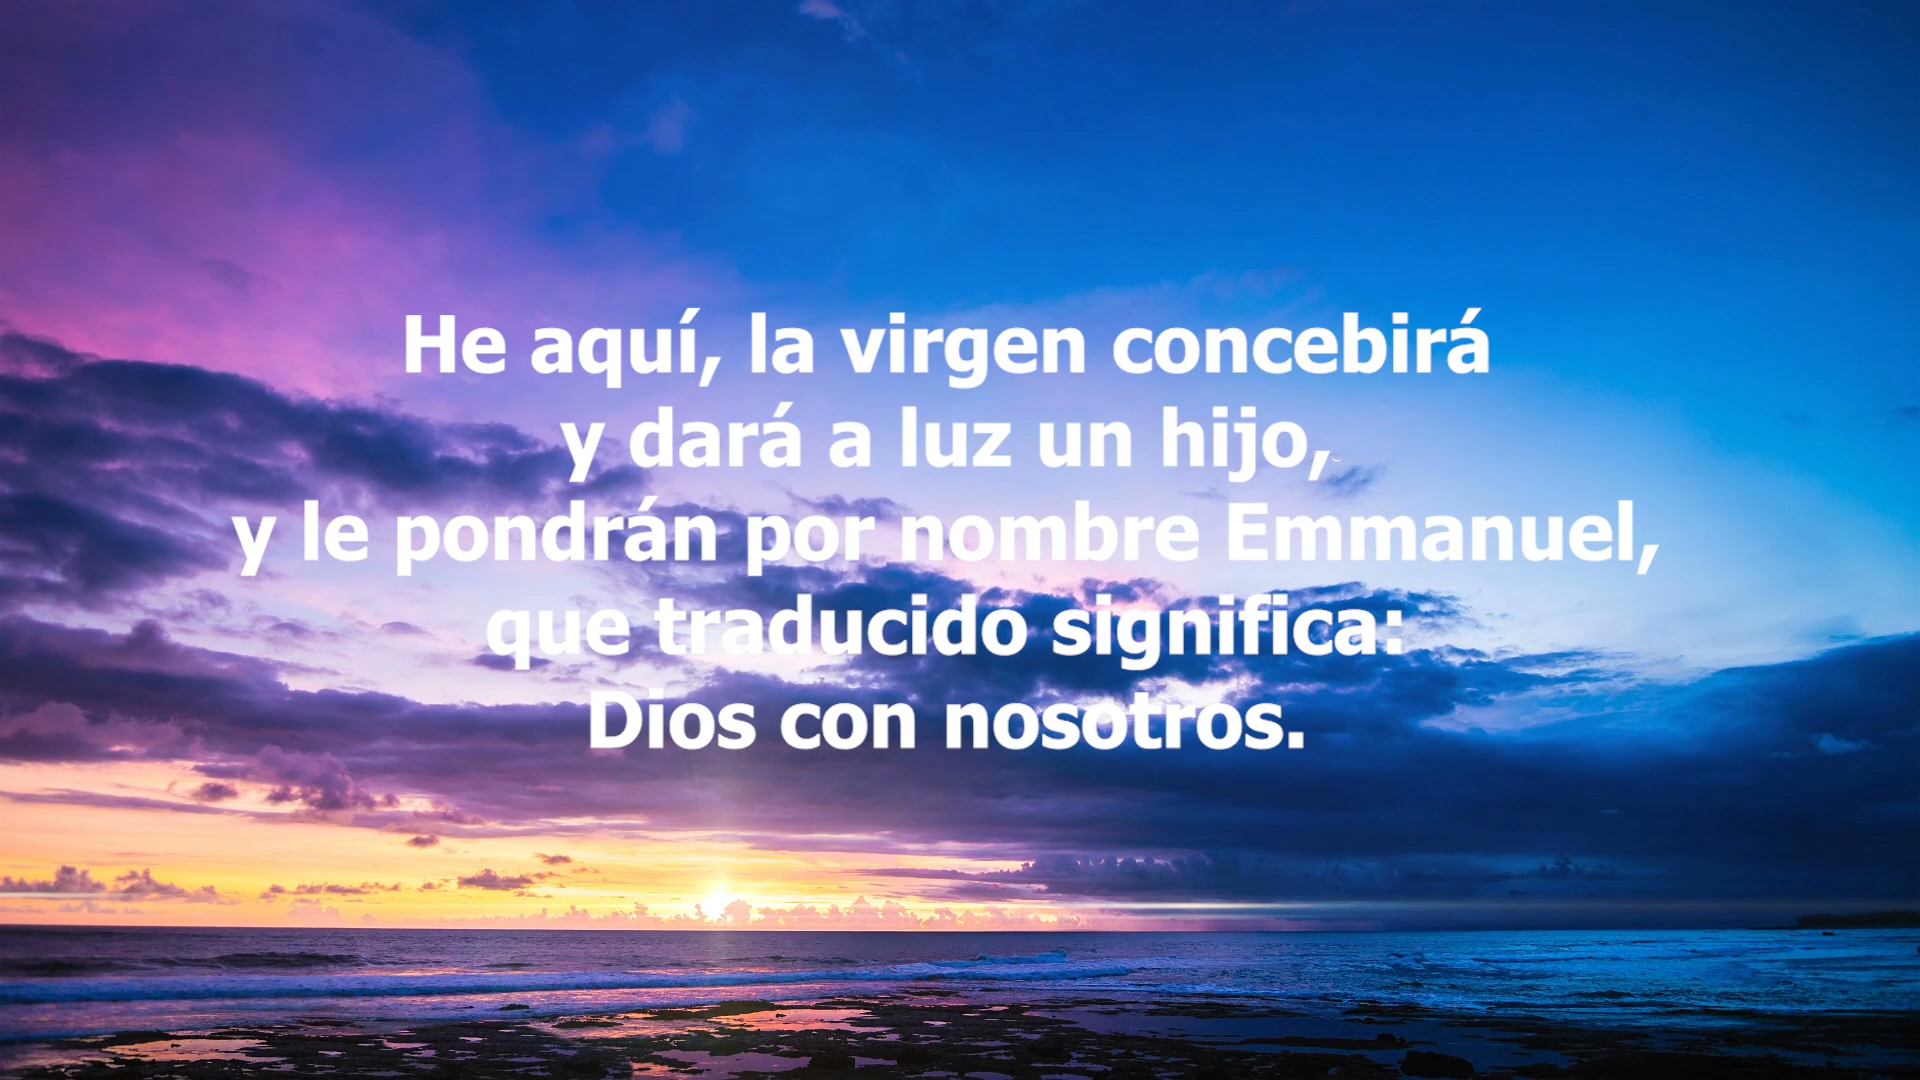 He aquí, la virgen concebirá
y dará a luz un hijo,
y le pondrán por nombre Emmanuel,
que traducido significa:
Dios con nosotros.